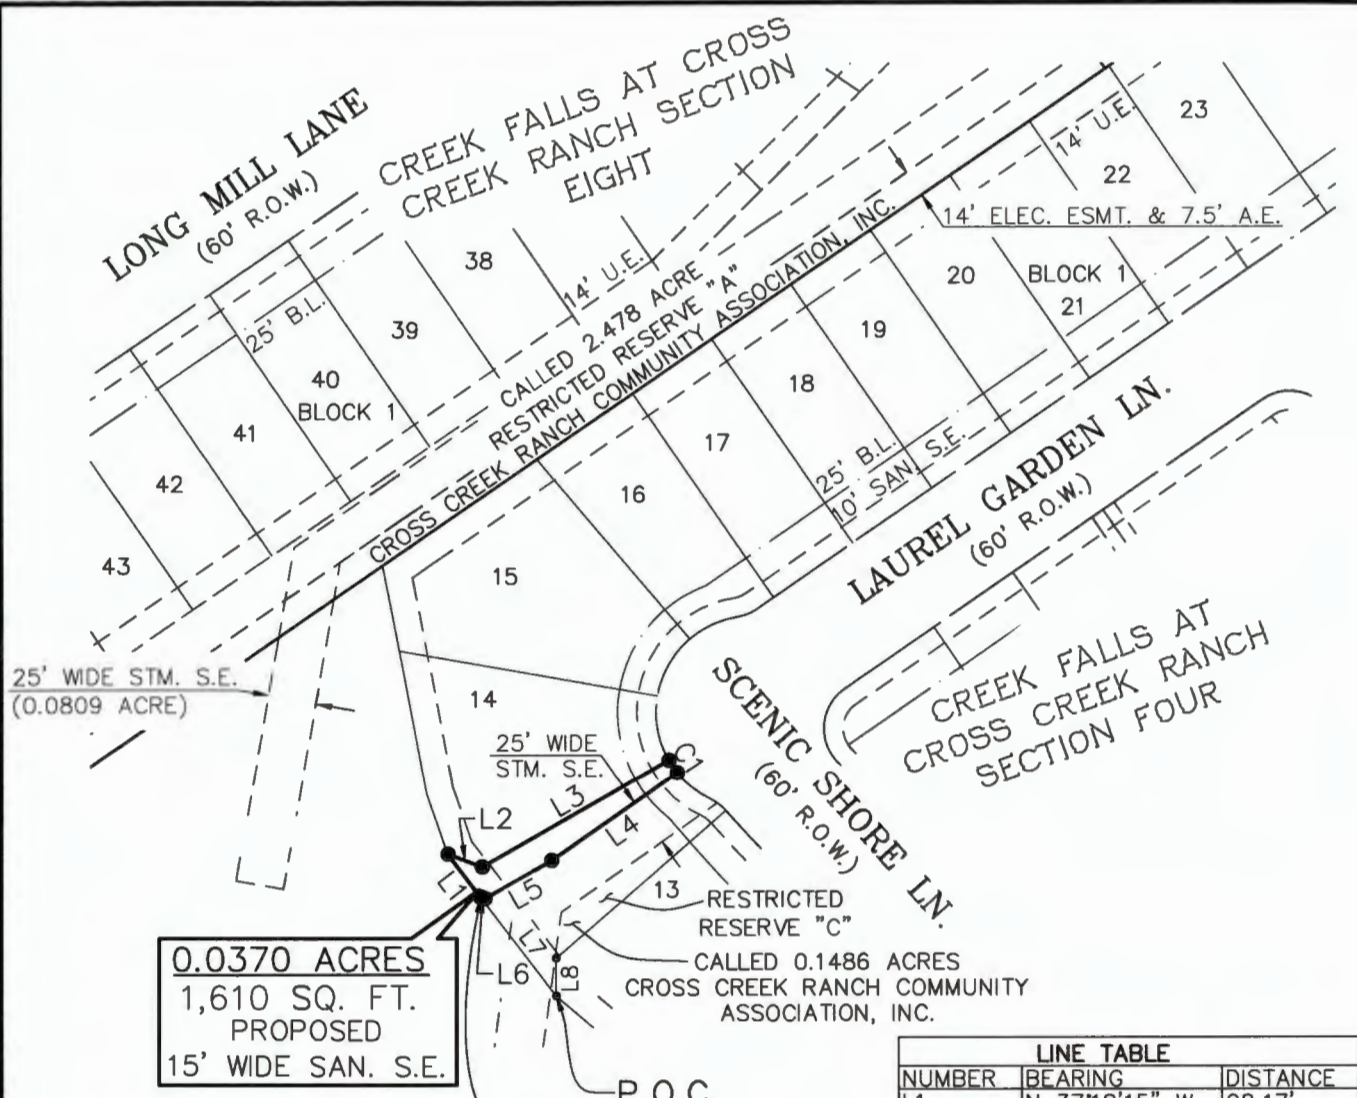 LONG MILL LANE
(60' R.O.W.)
CREEK FALLS AT CROSS
CREEK RANCH SECTION
EIGHT
38
39
40
BLOCK 1
41
42
43
25' B.L.
14' U.E.
CALLED 2.478 ACRE
RESTRICTED RESERVE "A"
CROSS CREEK RANCH COMMUNITY ASSOCIATION, INC.
14' U.E.
23
22
14' ELEC. ESMT. & 7.5' A.E.
20
BLOCK 1
21
19
18
17
16
15
14
25' B.L.
10' SAN. S.E.
LAUREL GARDEN LN.
(60' R.O.W.)
CREEK FALLS AT
CROSS CREEK RANCH
SECTION FOUR
SCENIC SHORE LN.
(60' R.O.W.)
25' WIDE STM. S.E.
(0.0809 ACRE)
25' WIDE
STM. S.E.
C1
L3
L2
L4
L1
L5
L6
L7
L8
13
RESTRICTED
RESERVE "C"
CALLED 0.1486 ACRES
CROSS CREEK RANCH COMMUNITY
ASSOCIATION, INC.
0.0370 ACRES
1,610 SQ. FT.
PROPOSED
15' WIDE SAN. S.E.
P.O.C.
LINE TABLE
NUMBER BEARING DISTANCE